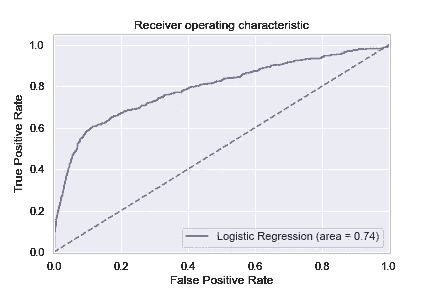 Receiver operating characteristic
1.0
0.8
0.6
0.4
0.2
0.0
True Positive Rate
Logistic Regression (area = 0.74)
0.0 0.2 0.4 0.6 0.8 1.0
False Positive Rate